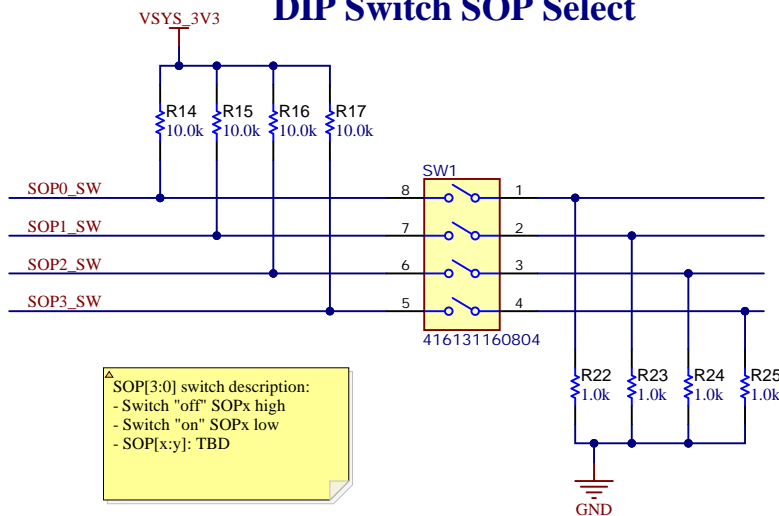 DIP Switch SOP Select
VSYS_3V3
R14
10.0k
R15
10.0k
R16
10.0k
R17
10.0k
SW1
SOP0_SW
8
1
SOP1_SW
7
2
SOP2_SW
6
3
SOP3_SW
5
4
416131160804
R22
1.0k
R23
1.0k
R24
1.0k
R25
1.0k
SOP[3:0] switch description:
- Switch "off" SOPx high
- Switch "on" SOPx low
- SOP[x:y]: TBD
GND